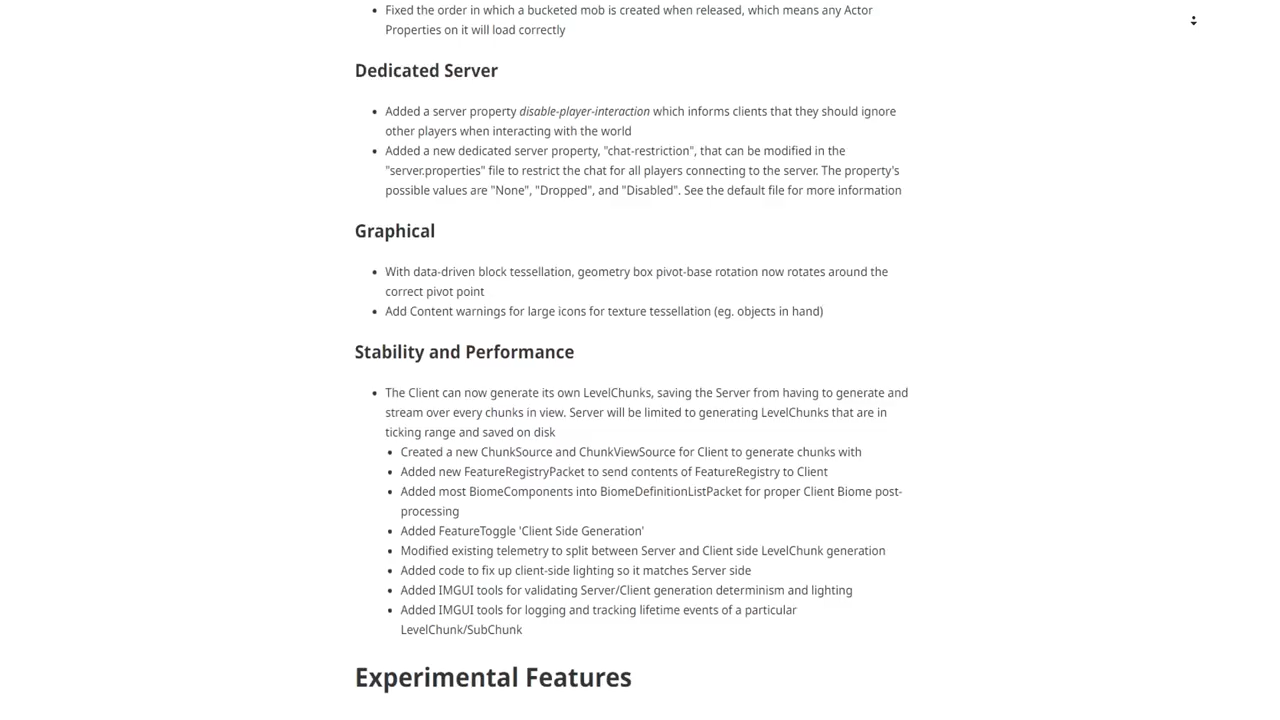 Fixed the order in which a bucketed mob is created when released, which means any Actor
Properties on it will load correctly
Dedicated Server
Added a server property disable-player-interaction which informs clients that they should ignore
other players when interacting with the world
Added a new dedicated server property, "chat-restriction", that can be modified in the
"server.properties" file to restrict the chat for all players connecting to the server. The property's
possible values are "None", "Dropped", and "Disabled". See the default file for more information
Graphical
With data-driven block tessellation, geometry box pivot-base rotation now rotates around the
correct pivot point
Add Content warnings for large icons for texture tessellation (eg. objects in hand)
Stability and Performance
The Client can now generate its own LevelChunks, saving the Server from having to generate and
stream over every chunks in view. Server will be limited to generating LevelChunks that are in
ticking range and saved on disk
Created a new ChunkSource and ChunkViewSource for Client to generate chunks with
Added new FeatureRegistryPacket to send contents of FeatureRegistry to Client
Added most BiomeComponents into BiomeDefinitionListPacket for proper Client Biome post-
processing
Added FeatureToggle 'Client Side Generation'
Modified existing telemetry to split between Server and Client side LevelChunk generation
Added code to fix up client-side lighting so it matches Server side
Added IMGUI tools for validating Server/Client generation determinism and lighting
Added IMGUI tools for logging and tracking lifetime events of a particular
LevelChunk/SubChunk
Experimental Features